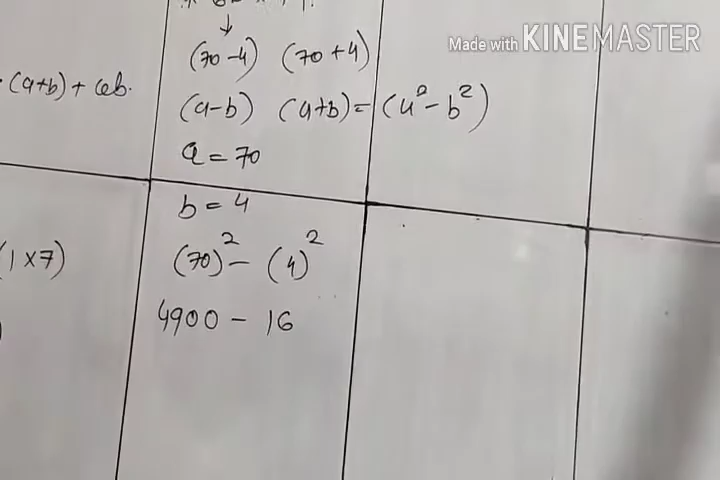 Made with KINEMASTER
(70-4) (70+4)
(a+b) + ab.
(a-b) (a+b) = (a² - b²)
a = 70
b = 4
(1×7)
(70)² - (4)²
4900 - 16